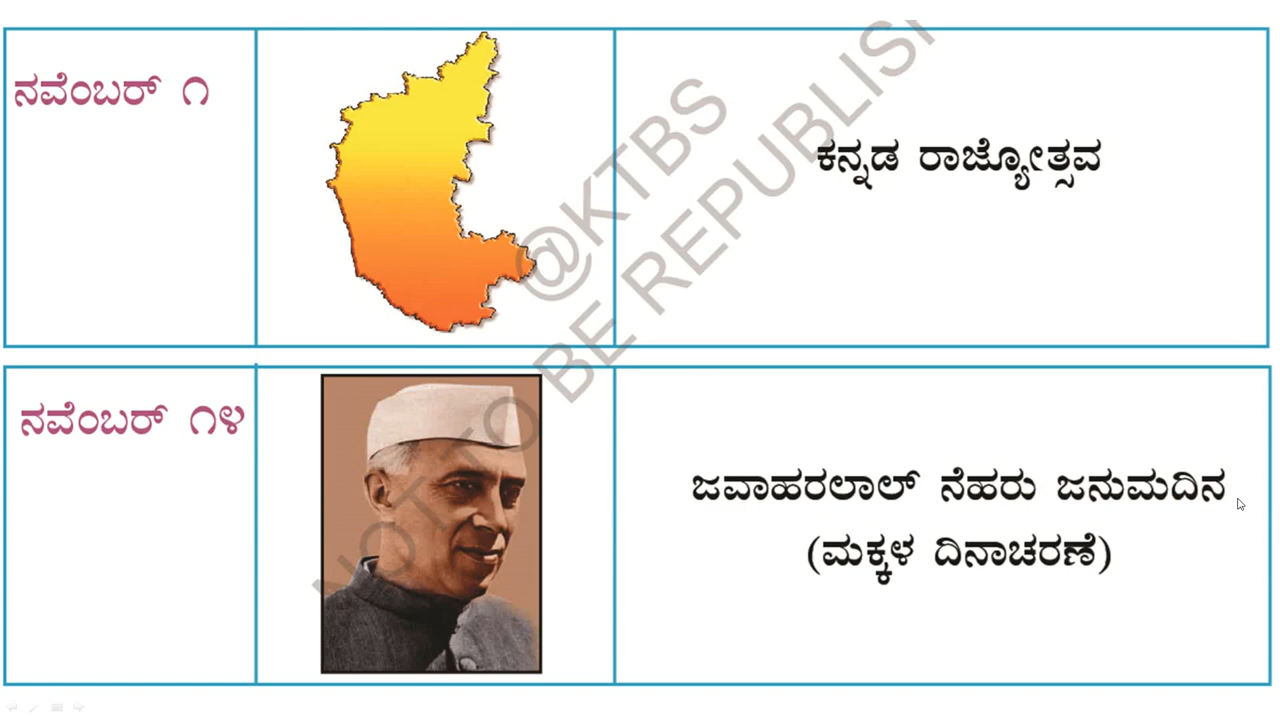 ನವೆಂಬರ್ ೧
ಕನ್ನಡ ರಾಜ್ಯೋತ್ಸವ
@KTBS
NOT TO BE REPUBLISH
ನವೆಂಬರ್ ೧೪
ಜವಾಹರಲಾಲ್ ನೆಹರು ಜನುಮದಿನ
(ಮಕ್ಕಳ ದಿನಾಚರಣೆ)